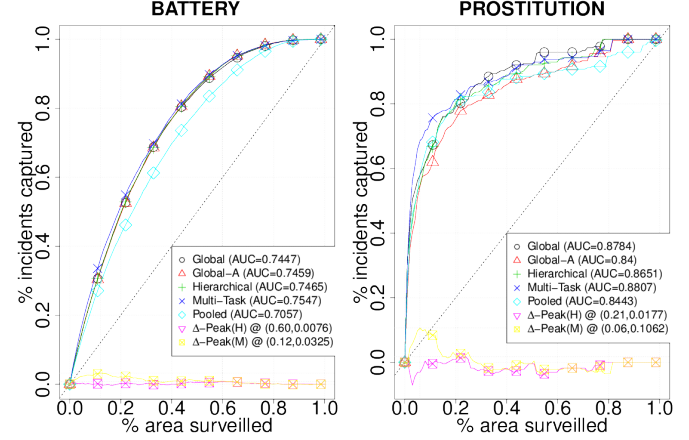 BATTERY
% incidents captured
1.0
0.8
0.6
0.4
0.2
0.0
Global (AUC=0.7447)
Global-A (AUC=0.7459)
Hierarchical (AUC=0.7465)
Multi-Task (AUC=0.7547)
Pooled (AUC=0.7057)
Δ-Peak(H) @ (0.60,0.0076)
Δ-Peak(M) @ (0.12,0.0325)
0.0 0.2 0.4 0.6 0.8 1.0
% area surveilled
PROSTITUTION
% incidents captured
1.0
0.8
0.6
0.4
0.2
0.0
Global (AUC=0.8784)
Global-A (AUC=0.84)
Hierarchical (AUC=0.8651)
Multi-Task (AUC=0.8807)
Pooled (AUC=0.8443)
Δ-Peak(H) @ (0.21,0.0177)
Δ-Peak(M) @ (0.06,0.1062)
0.0 0.2 0.4 0.6 0.8 1.0
% area surveilled